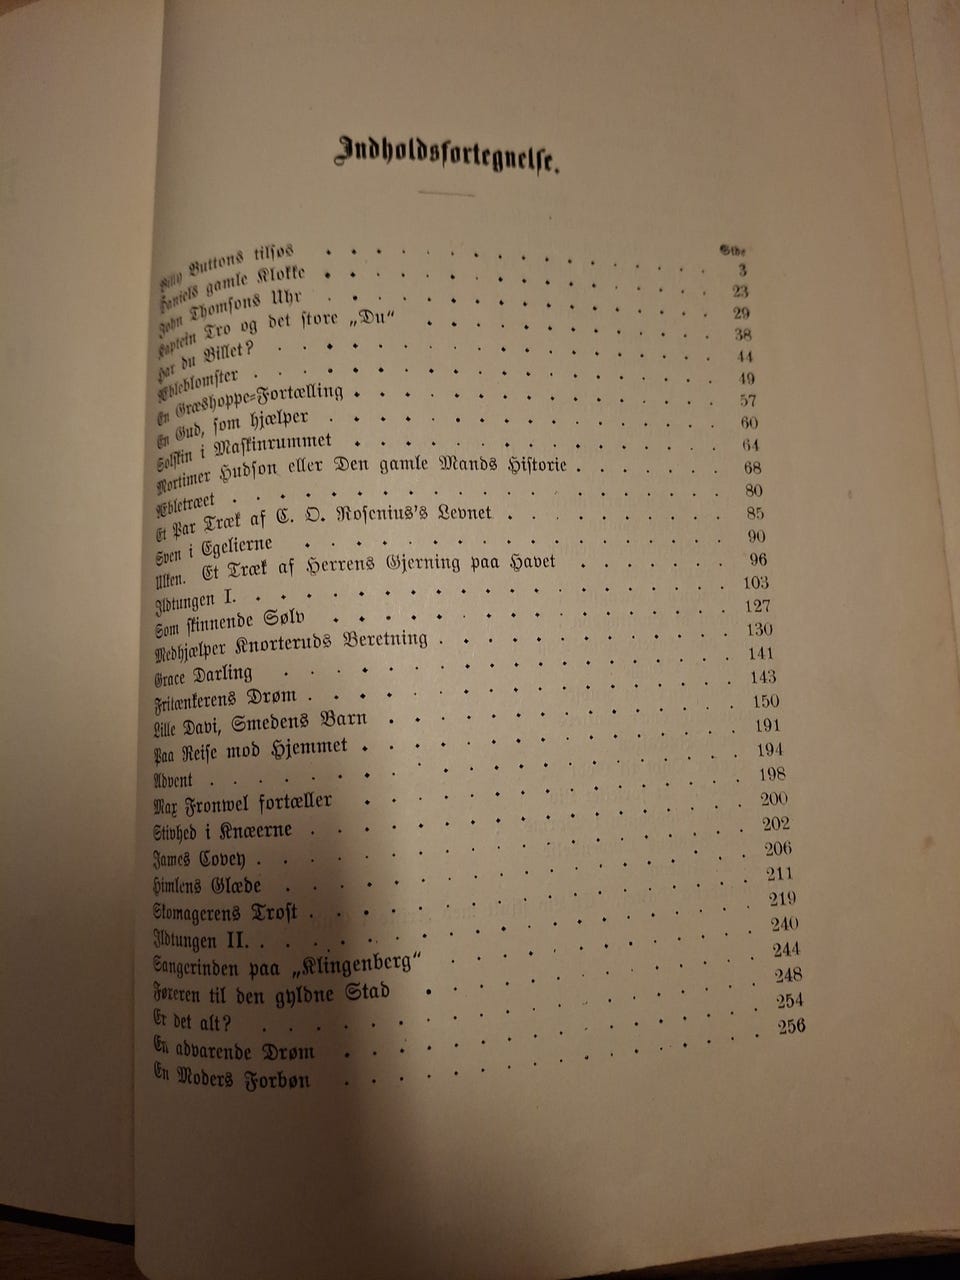 Indholdsfortegnelse.
Side
Billy Buttons tilsøs . . . 3
Daniels gamle Klokke . . . 23
John Thomsons Uhr . . . 29
Kaptein Tro og det store „Du“ . . . 38
Har du Billet? . . . 44
Æbleblomster . . . 49
En Græshoppe-Fortælling . . . 57
En Gud, som hjælper . . . 60
Solskin i Maskinrummet . . . 64
Mortimer Hudson eller Den gamle Mands Historie . . . 68
Æbletræet . . . 80
Et Par Træk af C. O. Rosenius's Levnet . . . 85
Sven i Egelierne . . . 90
Ulken. Et Træk af Herrens Gjerning paa Havet . . . 96
Ildtungen I. . . . 103
Som skinnende Sølv . . . 127
Medhjælper Knorteruds Beretning . . . 130
Grace Darling . . . 141
Fritænkerens Drøm . . . 143
Lille Davi, Smedens Barn . . . 150
Paa Reise mod Hjemmet . . . 191
Advent . . . 194
Max Fronwel fortæller . . . 198
Stivhed i Knæerne . . . 200
James Covey . . . 202
Himlens Glæde . . . 206
Skomagerens Trost . . . 211
Ildtungen II. . . . 219
Sangerinden paa „Klingenberg“ . . . 240
Føreren til den gyldne Stad . . . 244
Er det alt? . . . 248
En advarende Drøm . . . 254
En Moders Forbøn . . . 256